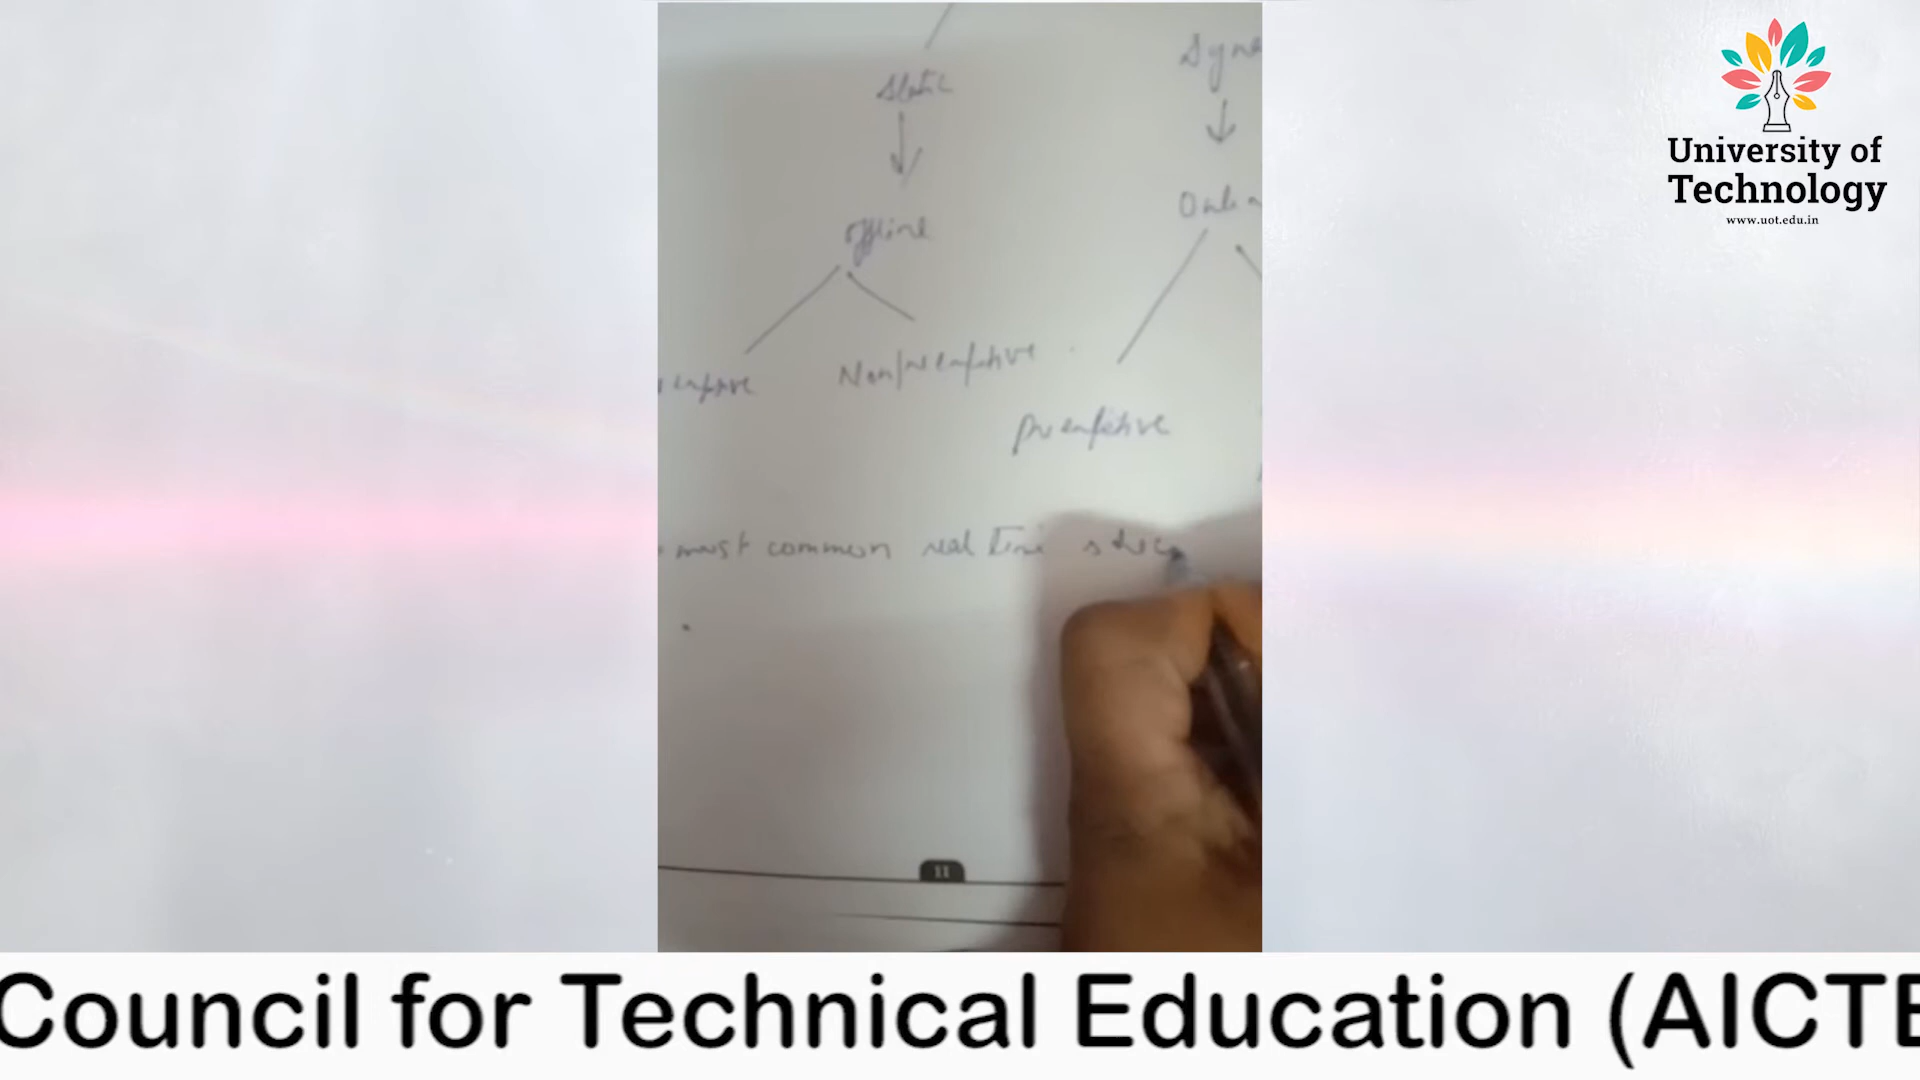 Static
Offline
Nonpreemptive
preemptive
most common real time
11
University of
Technology
www.uot.edu.in
Council for Technical Education (AICTE